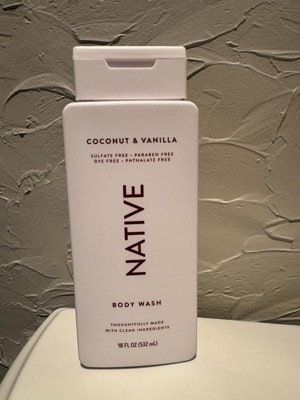 COCONUT & VANILLA
SULFATE FREE • PARABEN FREE
DYE FREE • PHTHALATE FREE
NATIVE
BODY WASH
THOUGHTFULLY MADE
WITH CLEAN INGREDIENTS
18 FL OZ (532 mL)